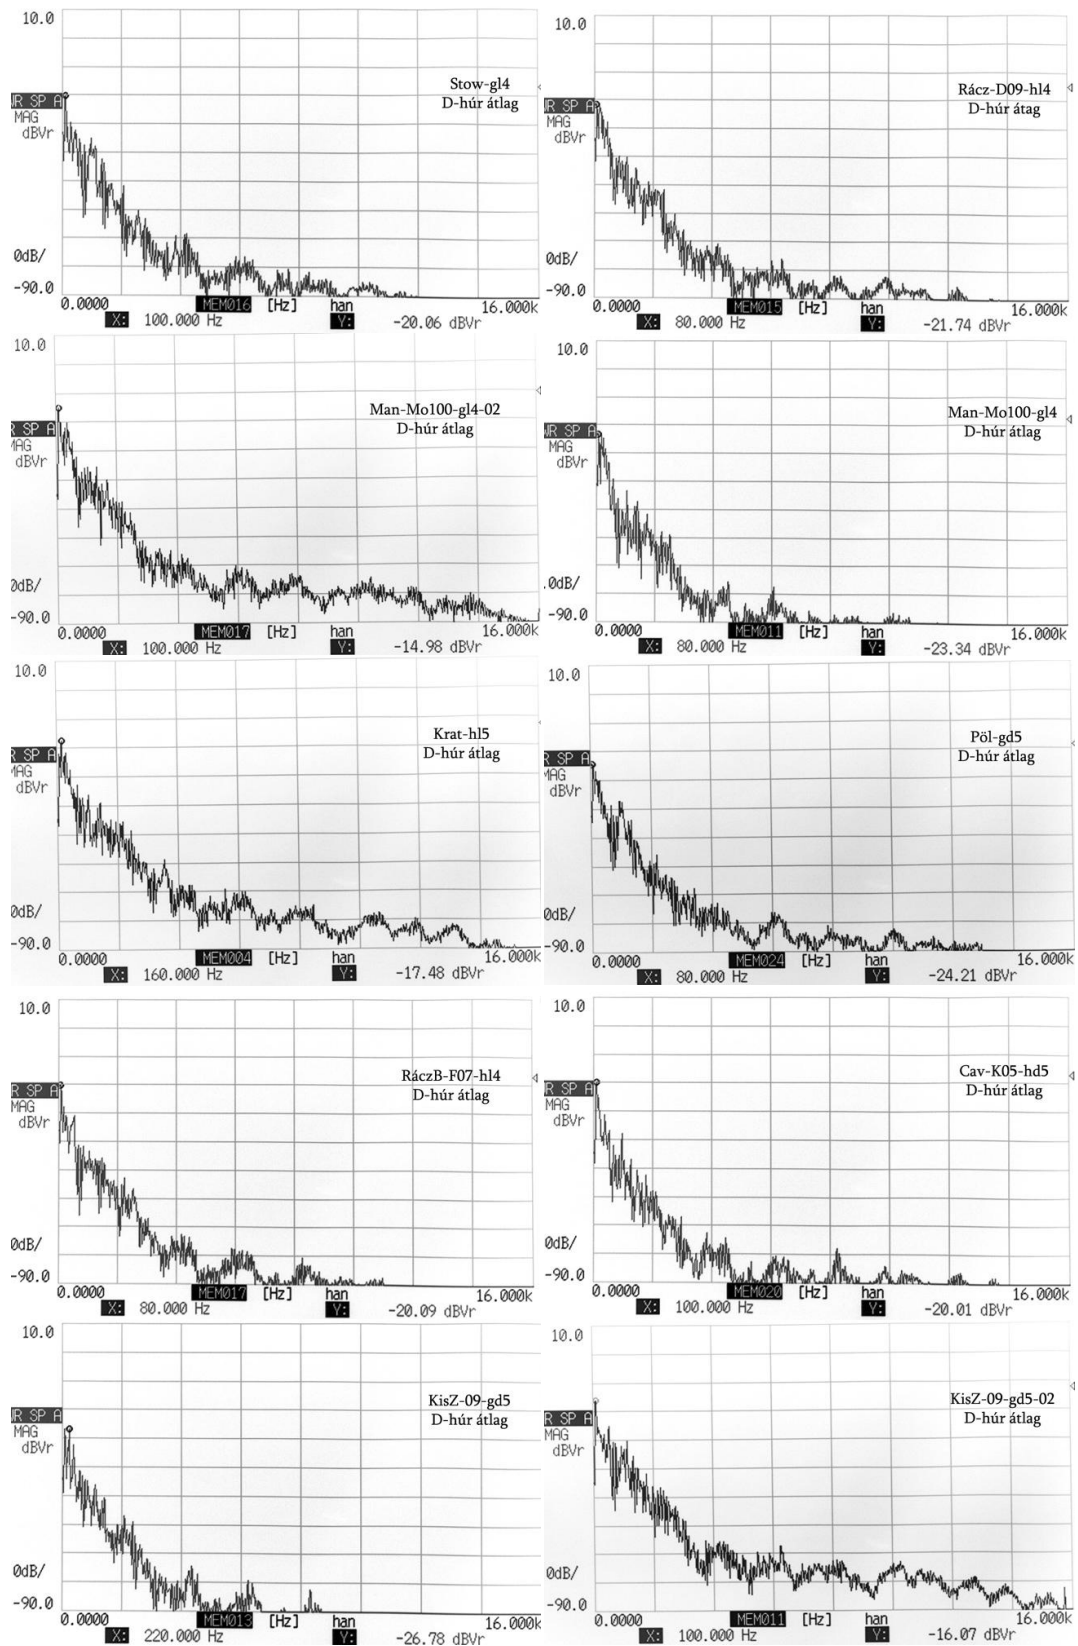 10.0
Stow-gl4
D-húr átlag
WR SP A
MAG
dBVr
0dB/
-90.0
0.0000 MEM016 [Hz] han 16.000k
X: 100.000 Hz Y: -20.06 dBVr
10.0
Rácz-D09-hl4
D-húr átag
WR SP A
MAG
dBVr
0dB/
-90.0
0.0000 MEM015 [Hz] han 16.000k
X: 80.000 Hz Y: -21.74 dBVr
10.0
Man-Mo100-gl4-02
D-húr átlag
R SP A
MAG
dBVr
0dB/
-90.0
0.0000 MEM017 [Hz] han 16.000k
X: 100.000 Hz Y: -14.98 dBVr
10.0
Man-Mo100-gl4
D-húr átlag
WR SP A
MAG
dBVr
.0dB/
-90.0
0.0000 MEM011 [Hz] han 16.000k
X: 80.000 Hz Y: -23.34 dBVr
10.0
Krat-hl5
D-húr átlag
R SP A
MAG
dBVr
0dB/
-90.0
0.0000 MEM004 [Hz] han 16.000k
X: 160.000 Hz Y: -17.48 dBVr
10.0
Pöl-gd5
D-húr átlag
R SP A
MAG
dBVr
0dB/
-90.0
0.0000 MEM024 [Hz] han 16.000k
X: 80.000 Hz Y: -24.21 dBVr
10.0
RáczB-F07-hl4
D-húr átlag
R SP A
MAG
dBVr
0dB/
-90.0
0.0000 MEM017 [Hz] han 16.000k
X: 80.000 Hz Y: -20.09 dBVr
10.0
Cav-K05-hd5
D-húr átlag
R SP A
MAG
dBVr
0dB/
-90.0
0.0000 MEM020 [Hz] han 16.000k
X: 100.000 Hz Y: -20.01 dBVr
10.0
KisZ-09-gd5
D-húr átlag
WR SP A
MAG
dBVr
0dB/
-90.0
0.0000 MEM013 [Hz] han 16.000k
X: 220.000 Hz Y: -26.78 dBVr
10.0
KisZ-09-gd5-02
D-húr átlag
R SP A
MAG
dBVr
0dB/
-90.0
0.0000 MEM011 [Hz] han 16.000k
X: 100.000 Hz Y: -16.07 dBVr